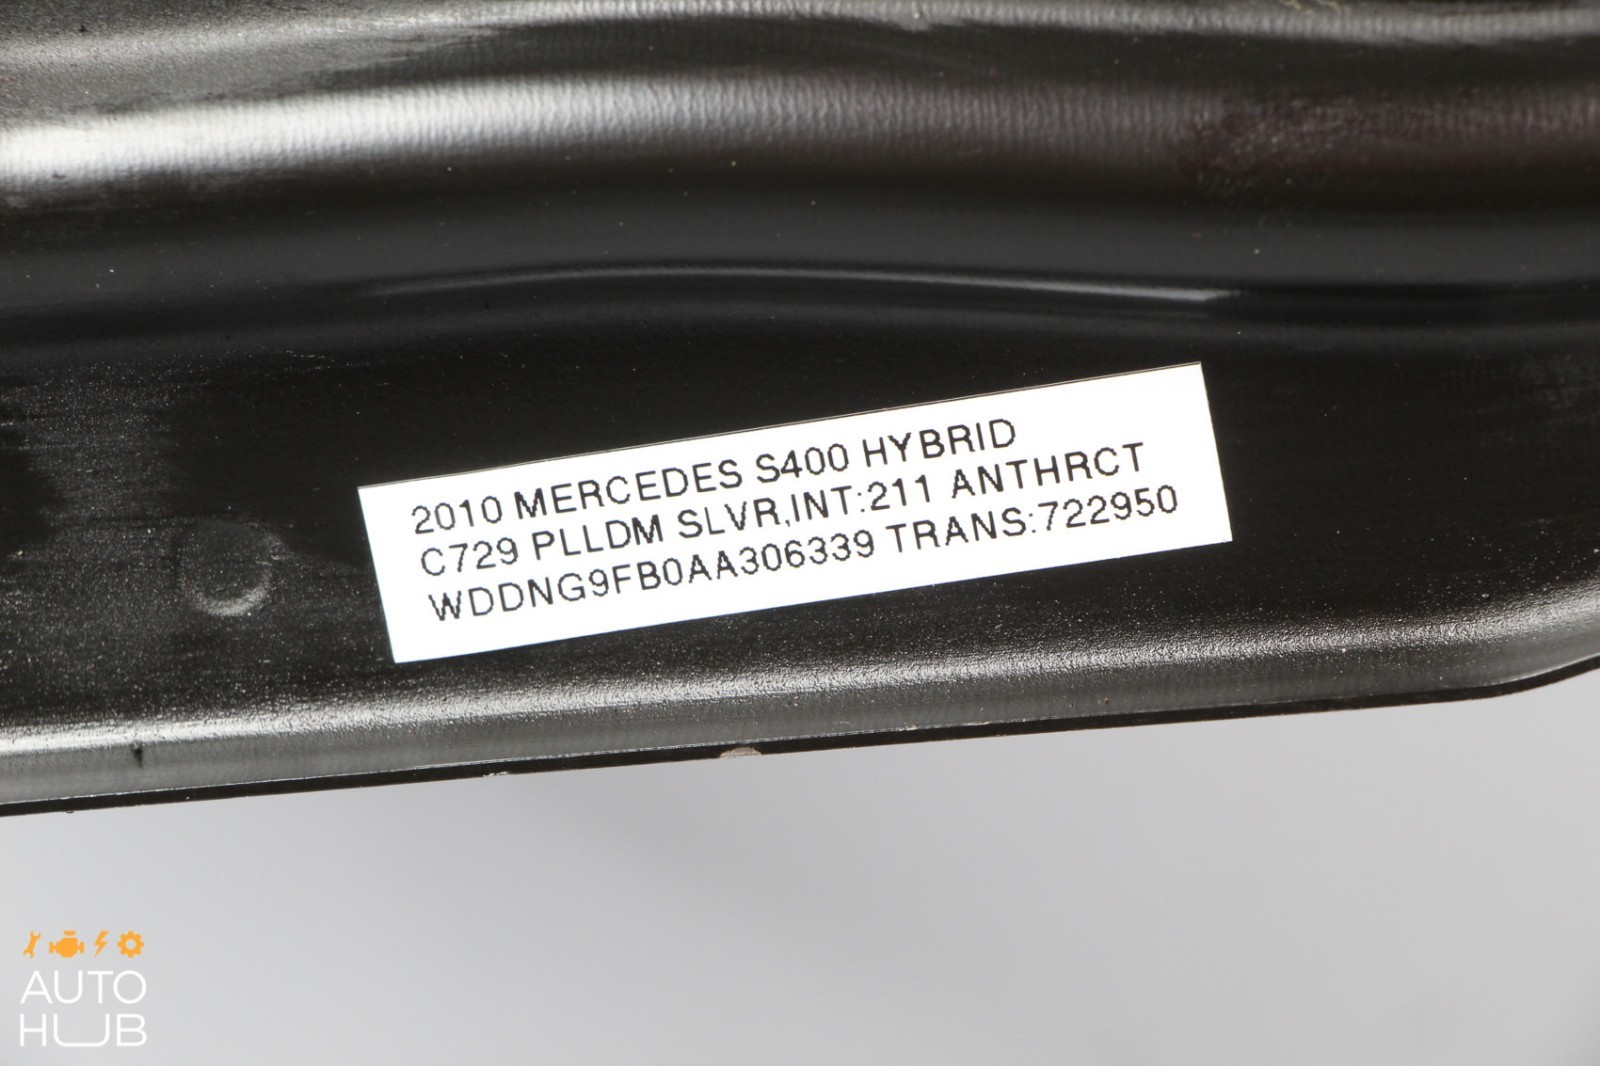 2010 MERCEDES S400 HYBRID
C729 PLLDM SLVR,INT:211 ANTHRCT
WDDNG9FB0AA306339 TRANS:722950
AUTO
HUB